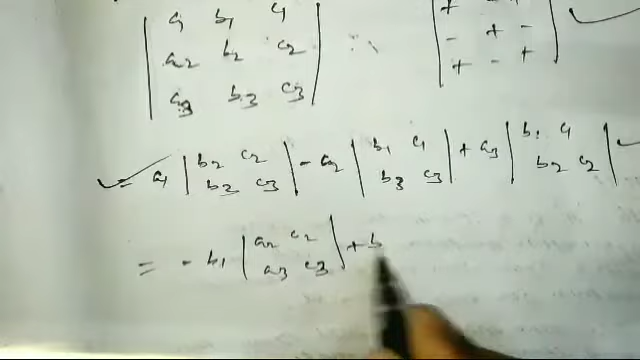 | a1 b1 c1 | + - + |
| a2 b2 c2 | ∴ - + - |
| a3 b3 c3 | + - + |
✓= a1 | b2 c2 | - a2 | b1 c1 | + a3 | b1 c1 | ✓
b2 c3 | b3 c3 | b2 c2
= - b1 | a2 c2 | + b
a3 c3